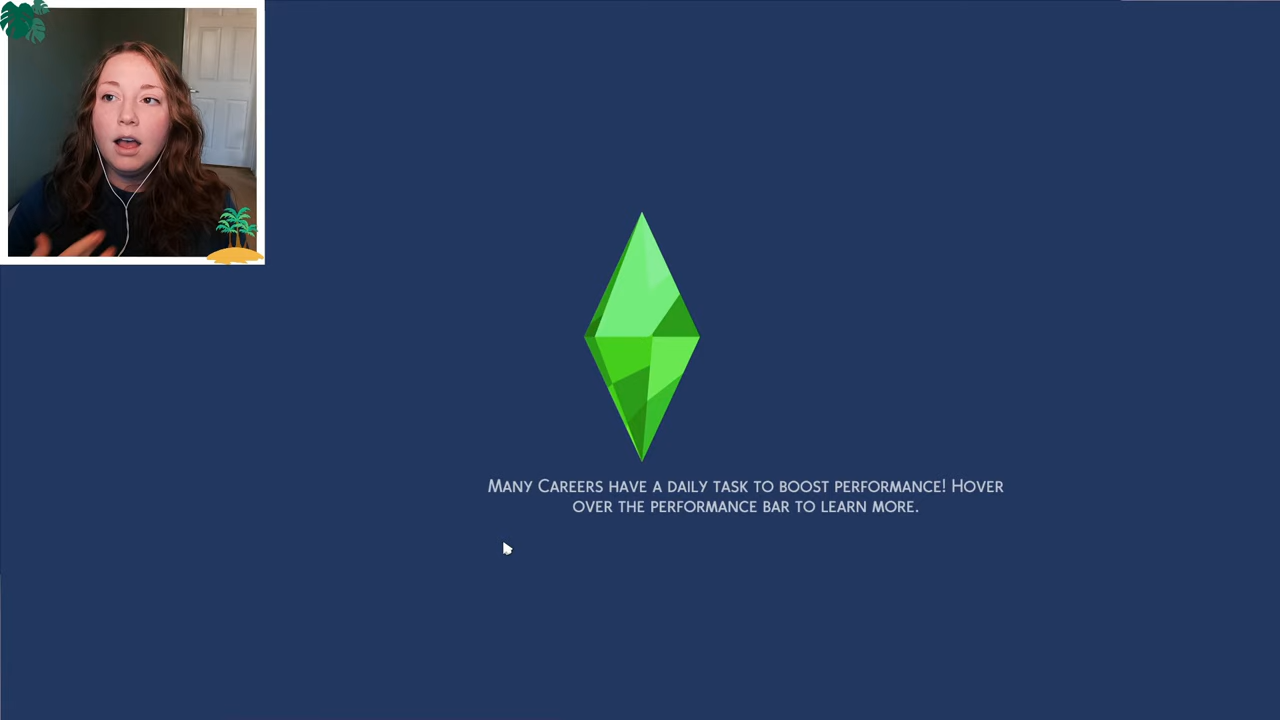 Many Careers have a daily task to boost performance! Hover
over the performance bar to learn more.